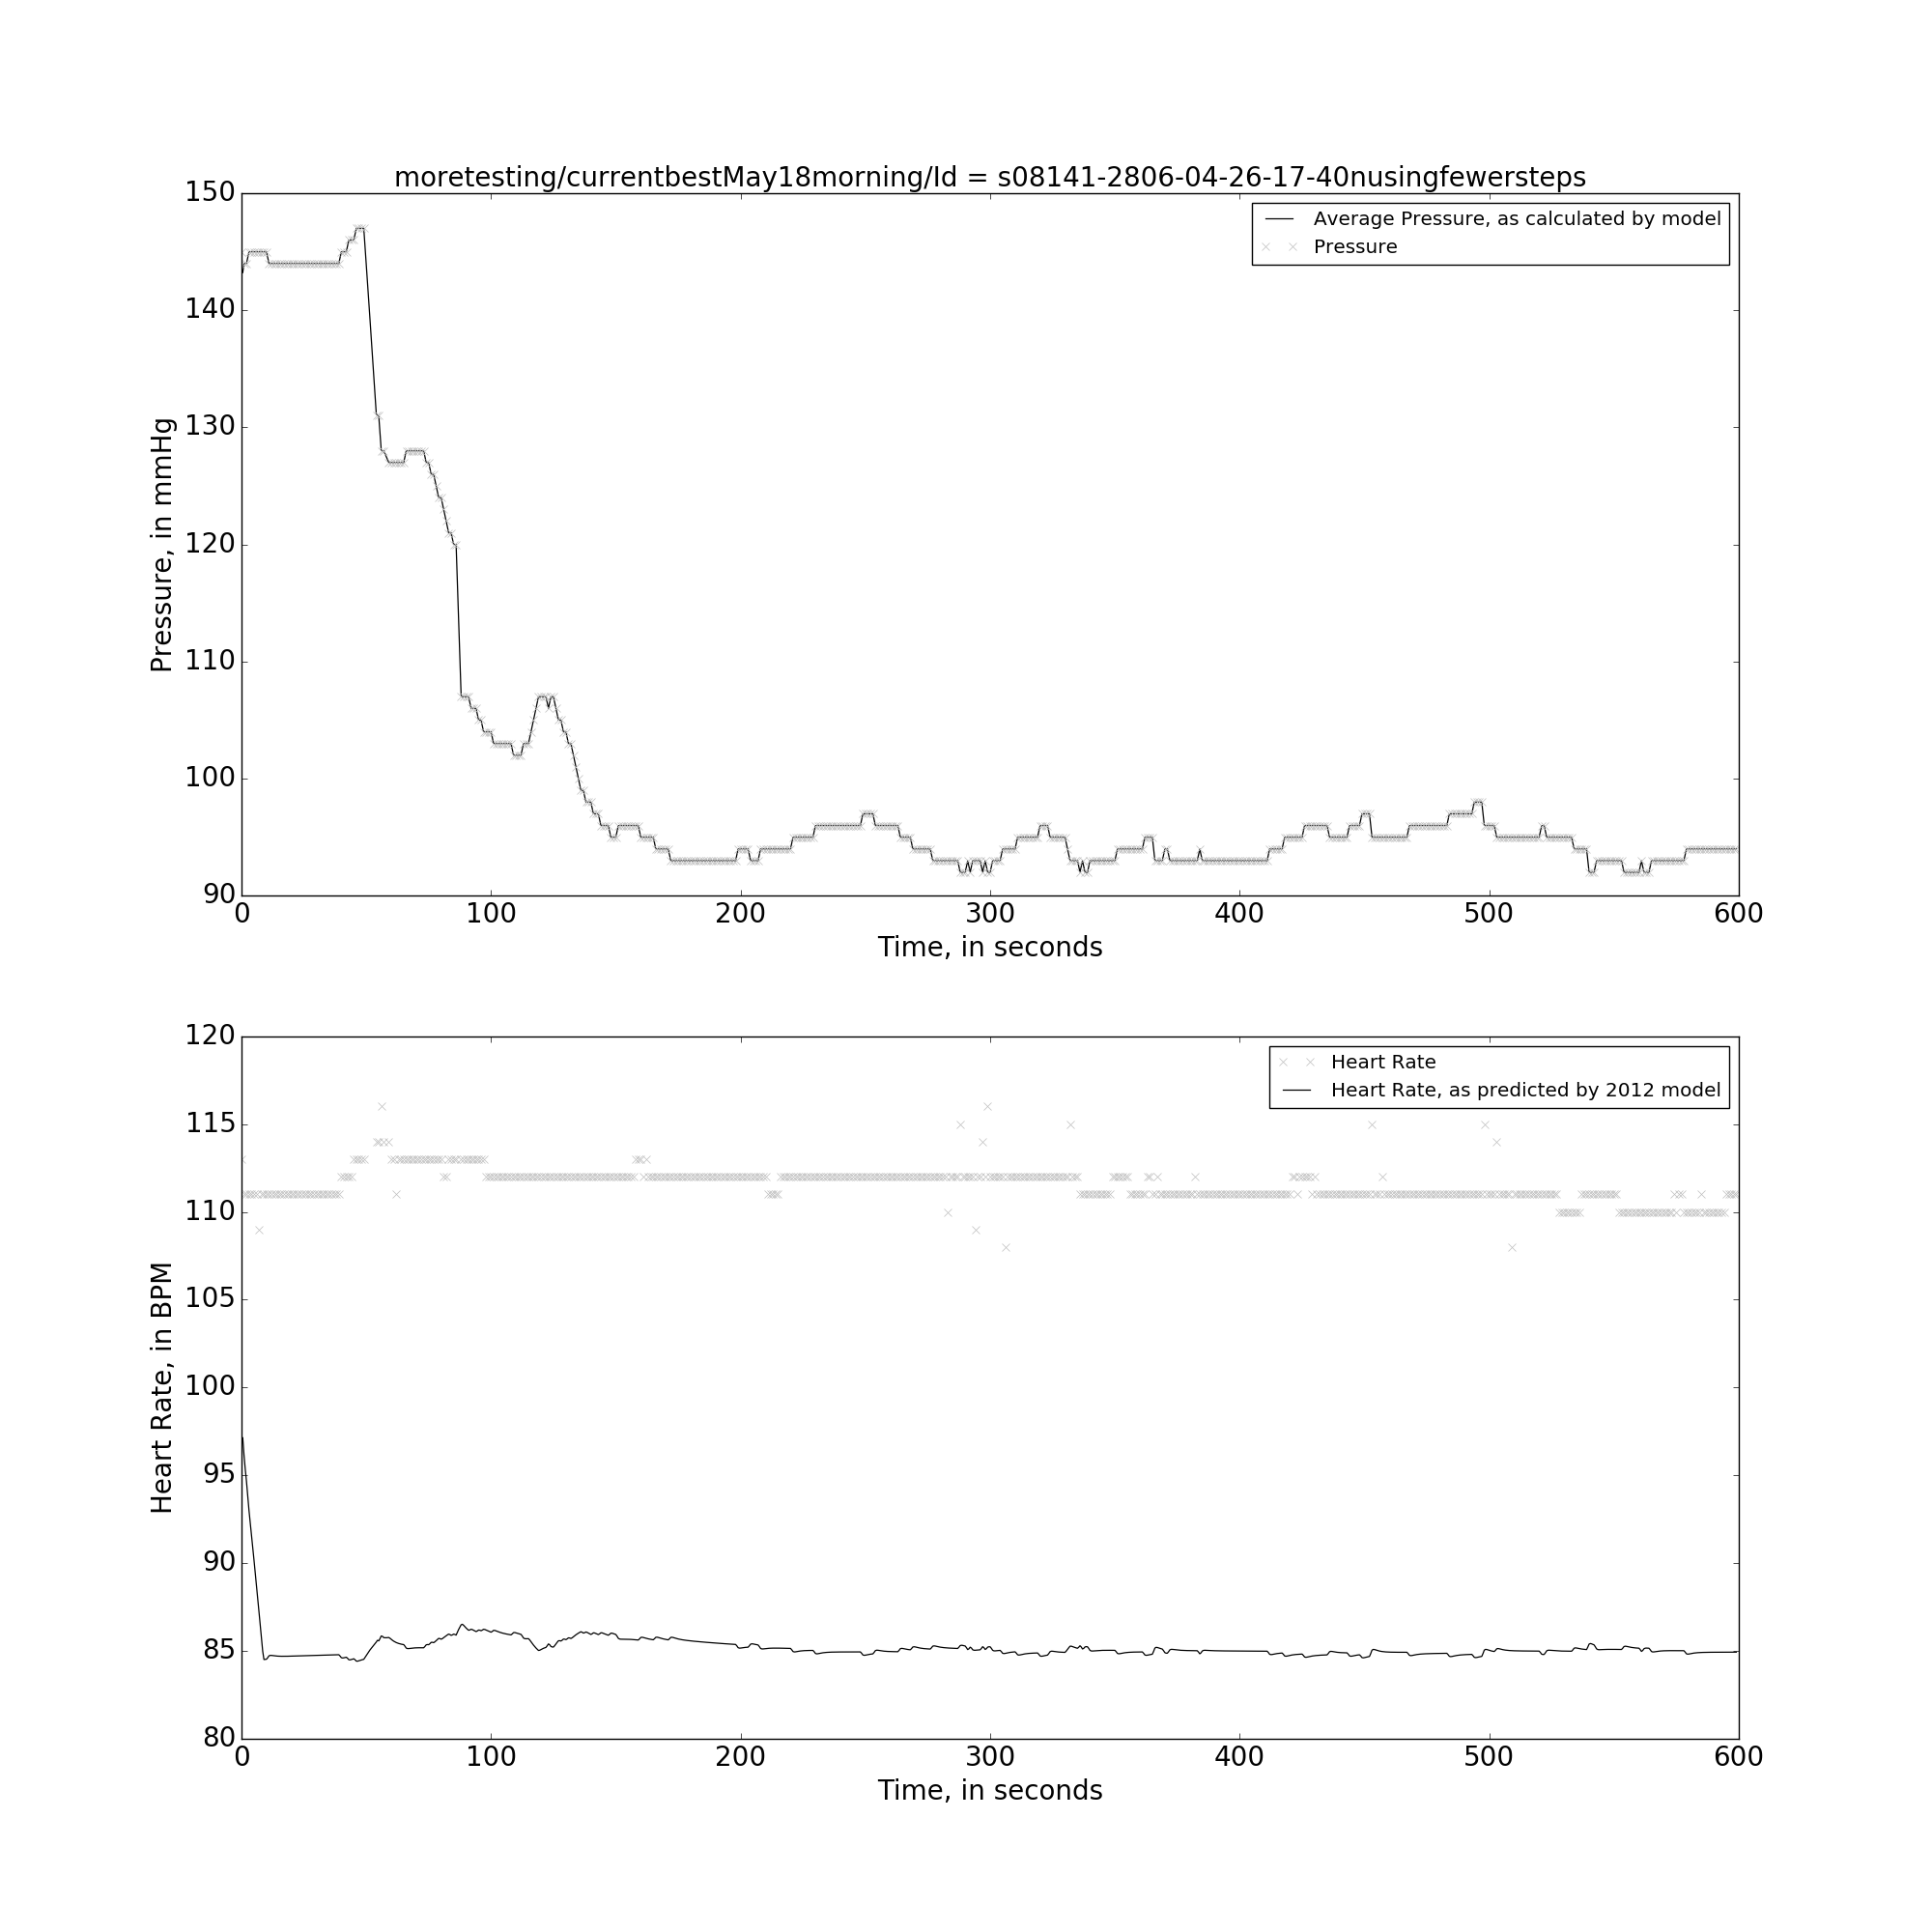 moretesting/currentbestMay18morning/Id = s08141-2806-04-26-17-40nusingfewersteps
150
140
130
120
110
100
90
Pressure, in mmHg
Average Pressure, as calculated by model
Pressure
0 100 200 300 400 500 600
Time, in seconds
120
115
110
105
100
95
90
85
80
Heart Rate, in BPM
Heart Rate
Heart Rate, as predicted by 2012 model
0 100 200 300 400 500 600
Time, in seconds